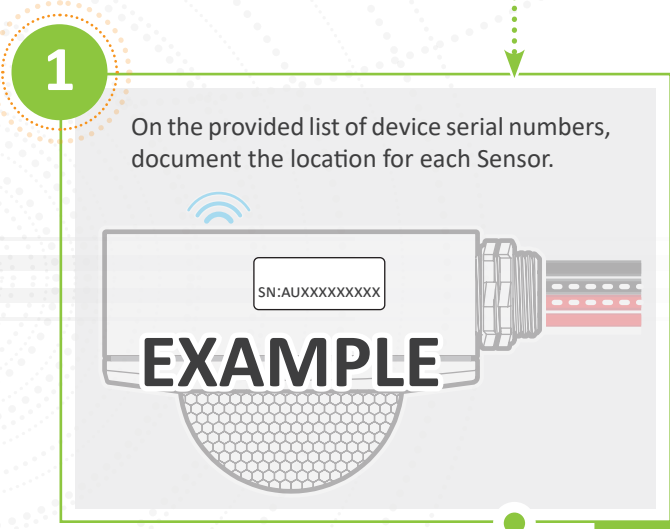 1
On the provided list of device serial numbers,
document the location for each Sensor.
SN:AUXXXXXXXXX
EXAMPLE